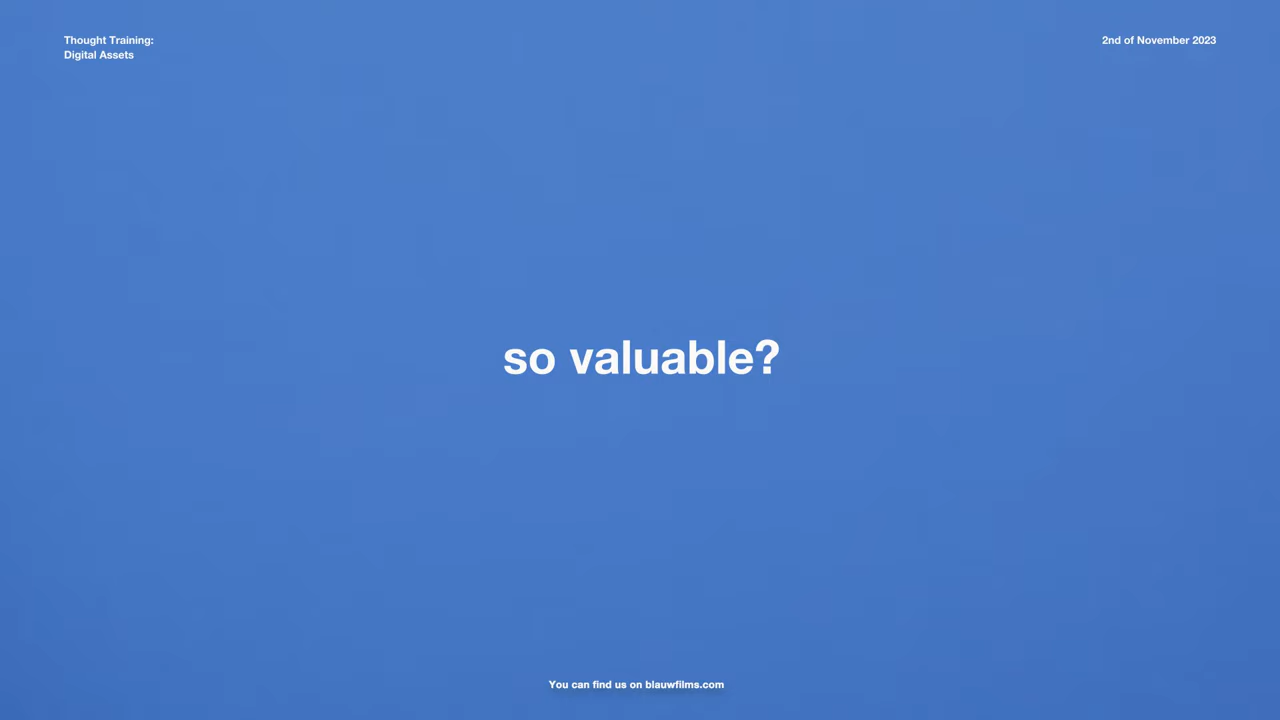 Thought Training:
Digital Assets
2nd of November 2023
so valuable?
You can find us on blauwfilms.com